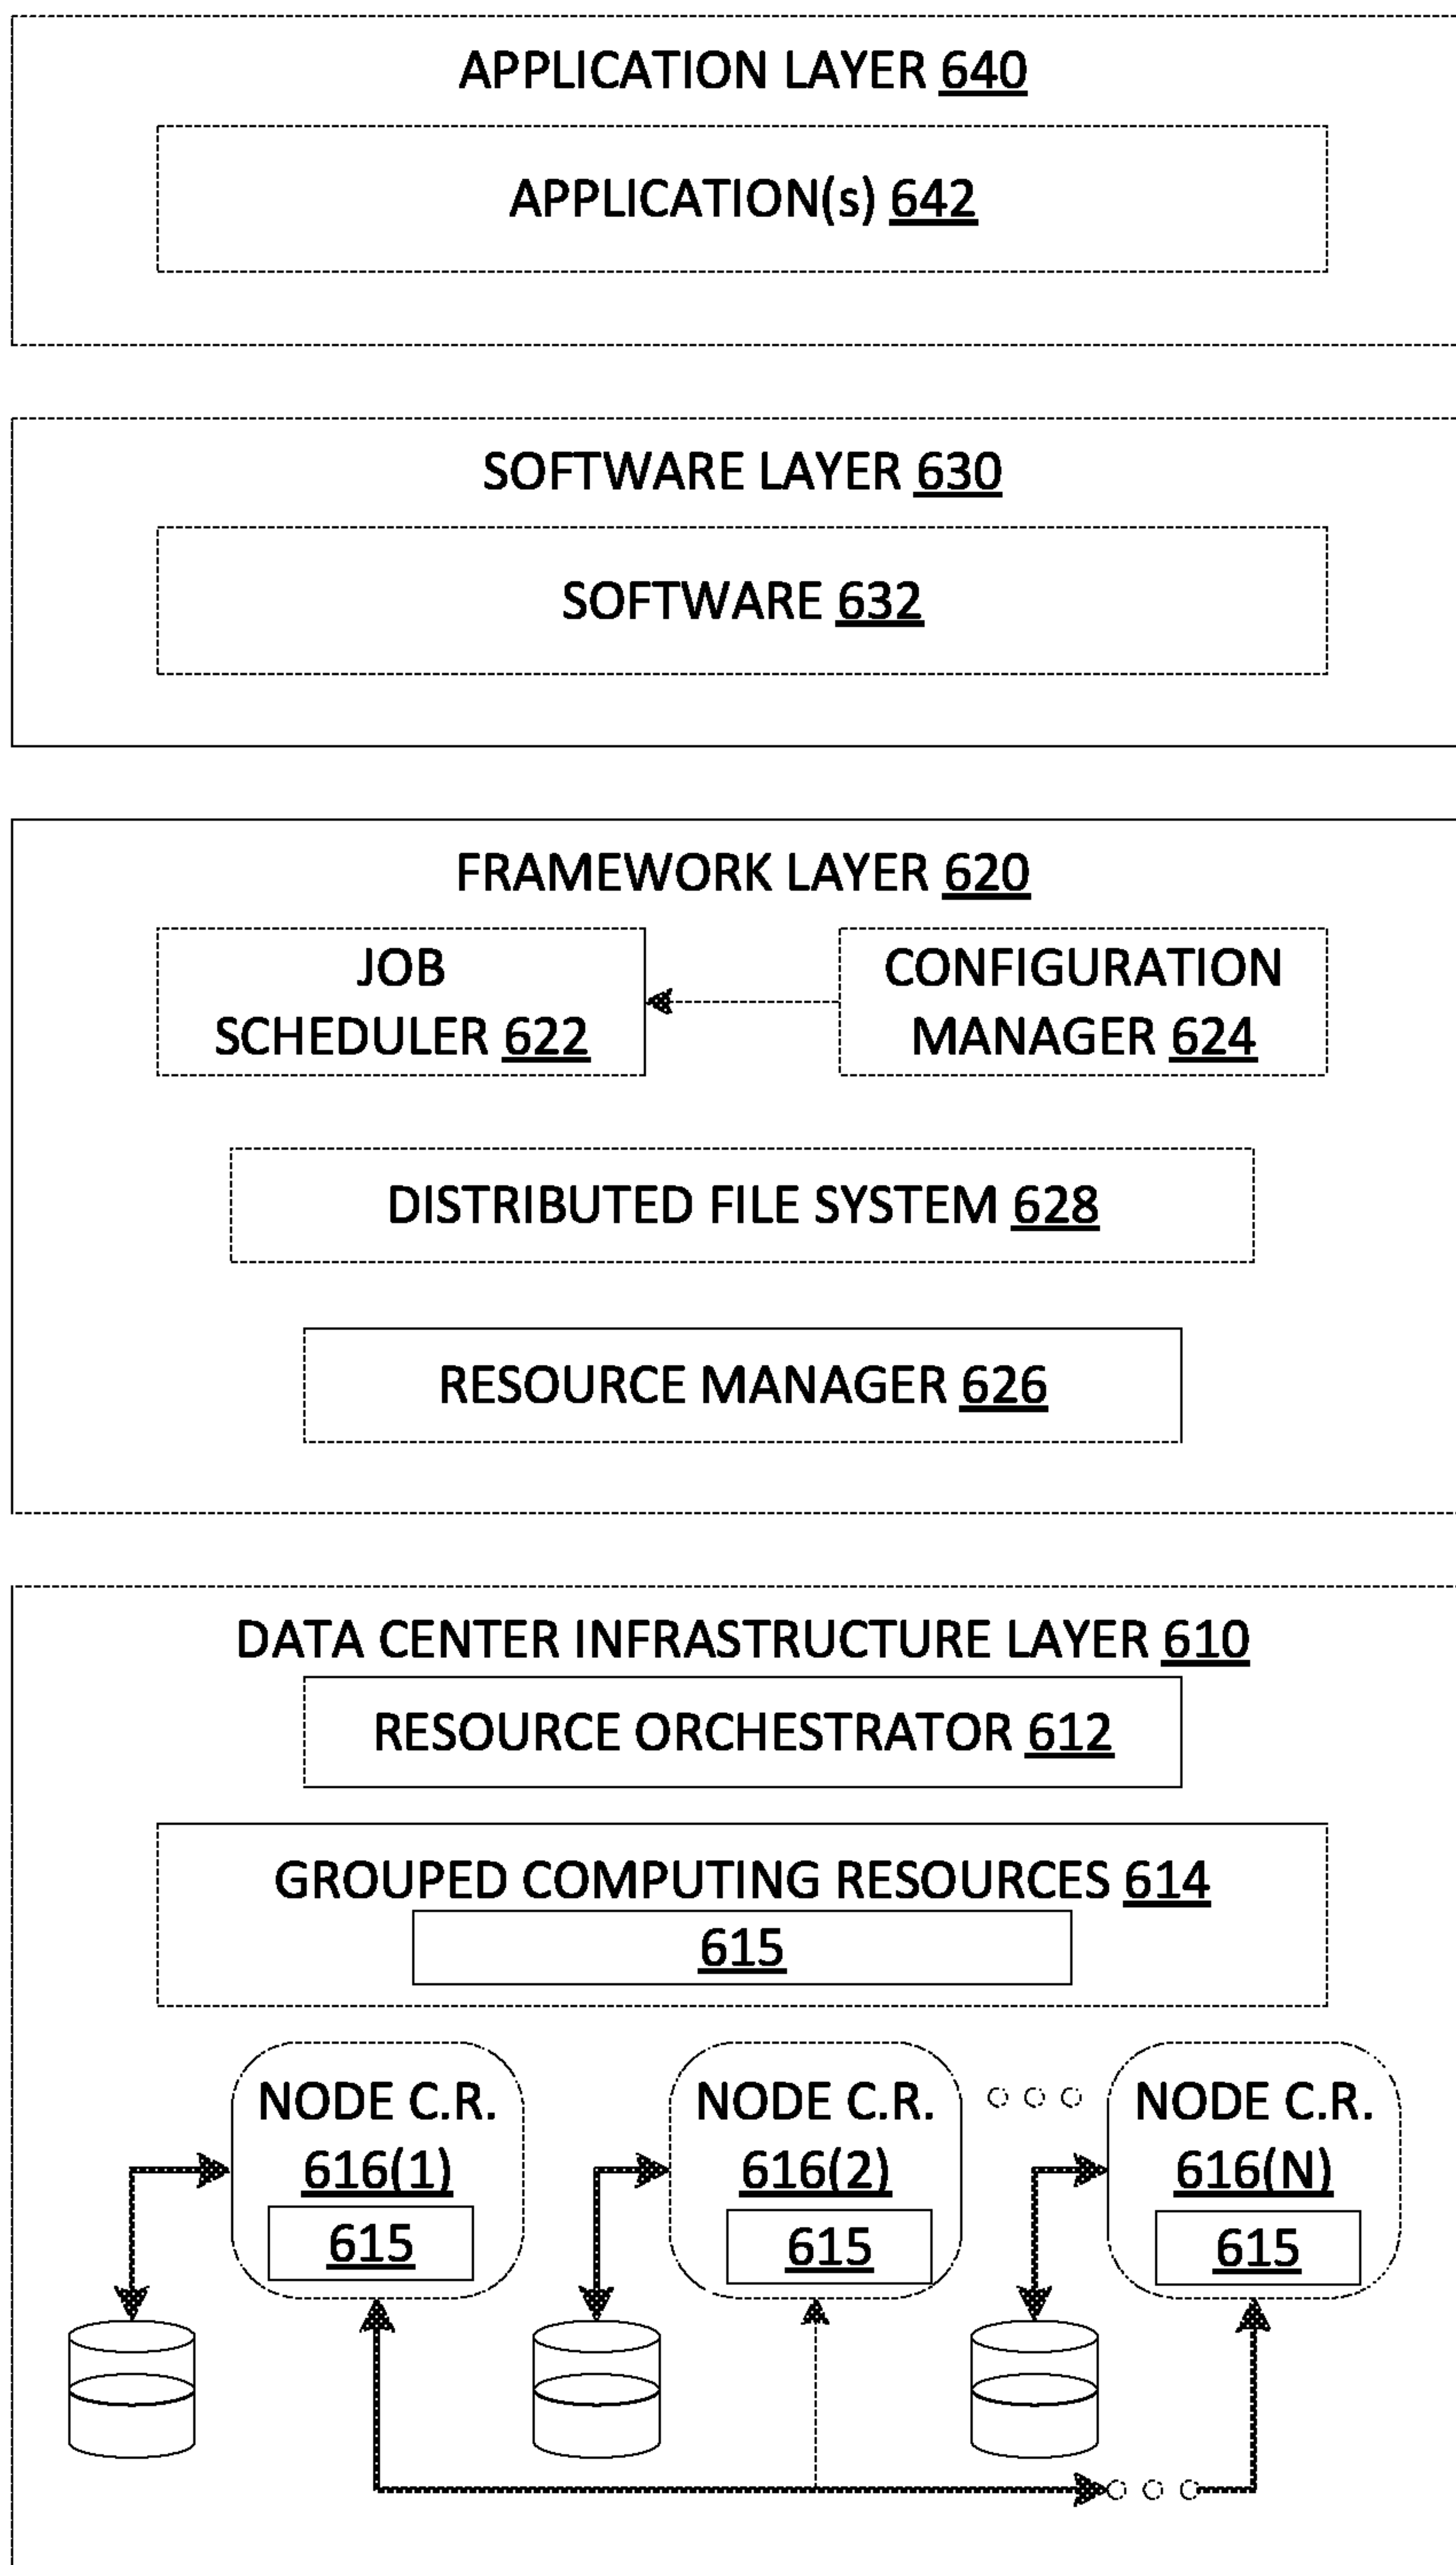 APPLICATION LAYER 640
APPLICATION(s) 642
SOFTWARE LAYER 630
SOFTWARE 632
FRAMEWORK LAYER 620
JOB
SCHEDULER 622
CONFIGURATION
MANAGER 624
DISTRIBUTED FILE SYSTEM 628
RESOURCE MANAGER 626
DATA CENTER INFRASTRUCTURE LAYER 610
RESOURCE ORCHESTRATOR 612
GROUPED COMPUTING RESOURCES 614
615
NODE C.R.
616(1)
615
NODE C.R.
616(2)
615
NODE C.R.
616(N)
615